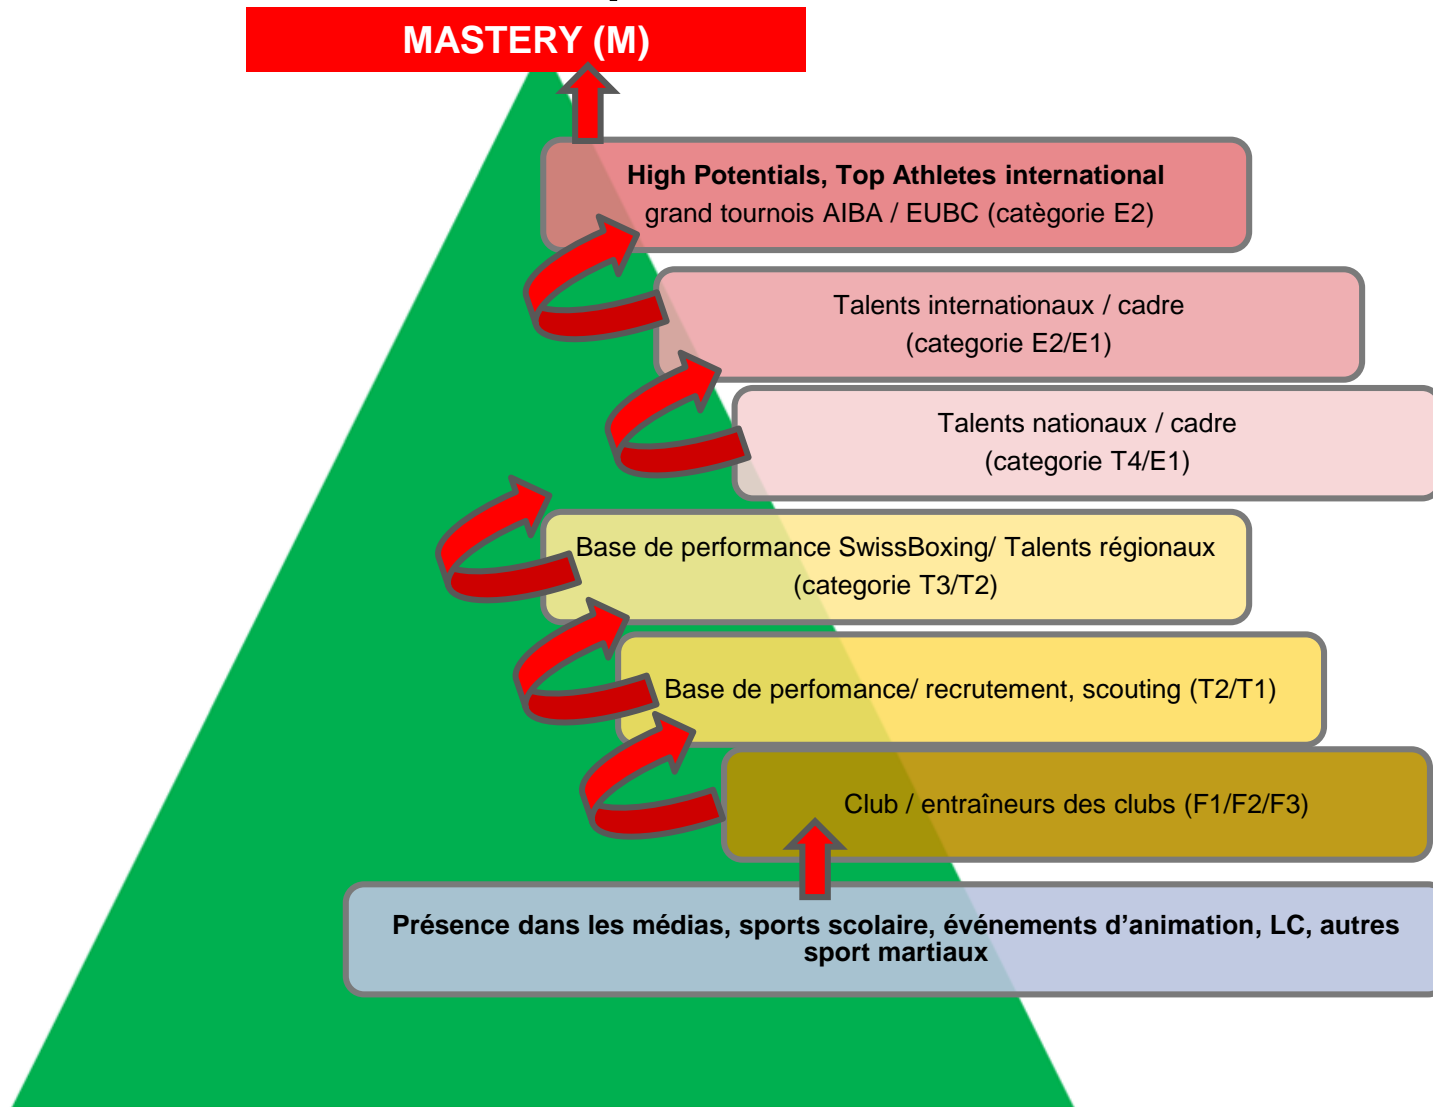 MASTERY (M)
High Potentials, Top Athletes international
grand tournois AIBA / EUBC (catègorie E2)
Talents internationaux / cadre
(categorie E2/E1)
Talents nationaux / cadre
(categorie T4/E1)
Base de performance SwissBoxing/ Talents régionaux
(categorie T3/T2)
Base de perfomance/ recrutement, scouting (T2/T1)
Club / entraîneurs des clubs (F1/F2/F3)
Présence dans les médias, sports scolaire, événements d’animation, LC, autres
sport martiaux